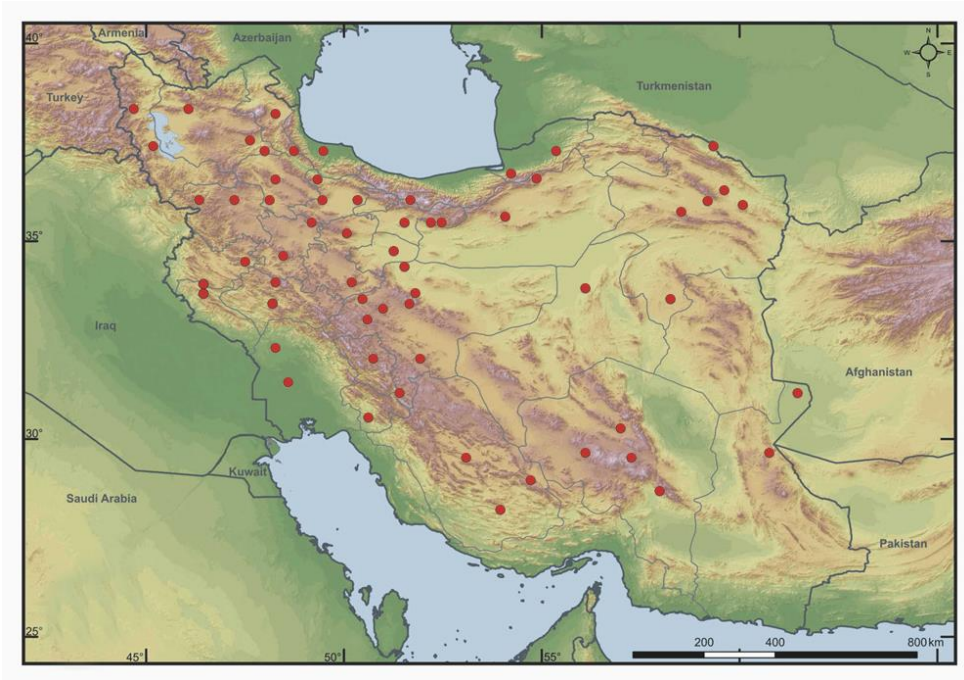 Armenia
Azerbaijan
N
W E
S
40°
Turkey
Turkmenistan
35°
Iraq
Afghanistan
30°
Kuwait
Saudi Arabia
Pakistan
25°
200 400 800 km
45° 50° 55°